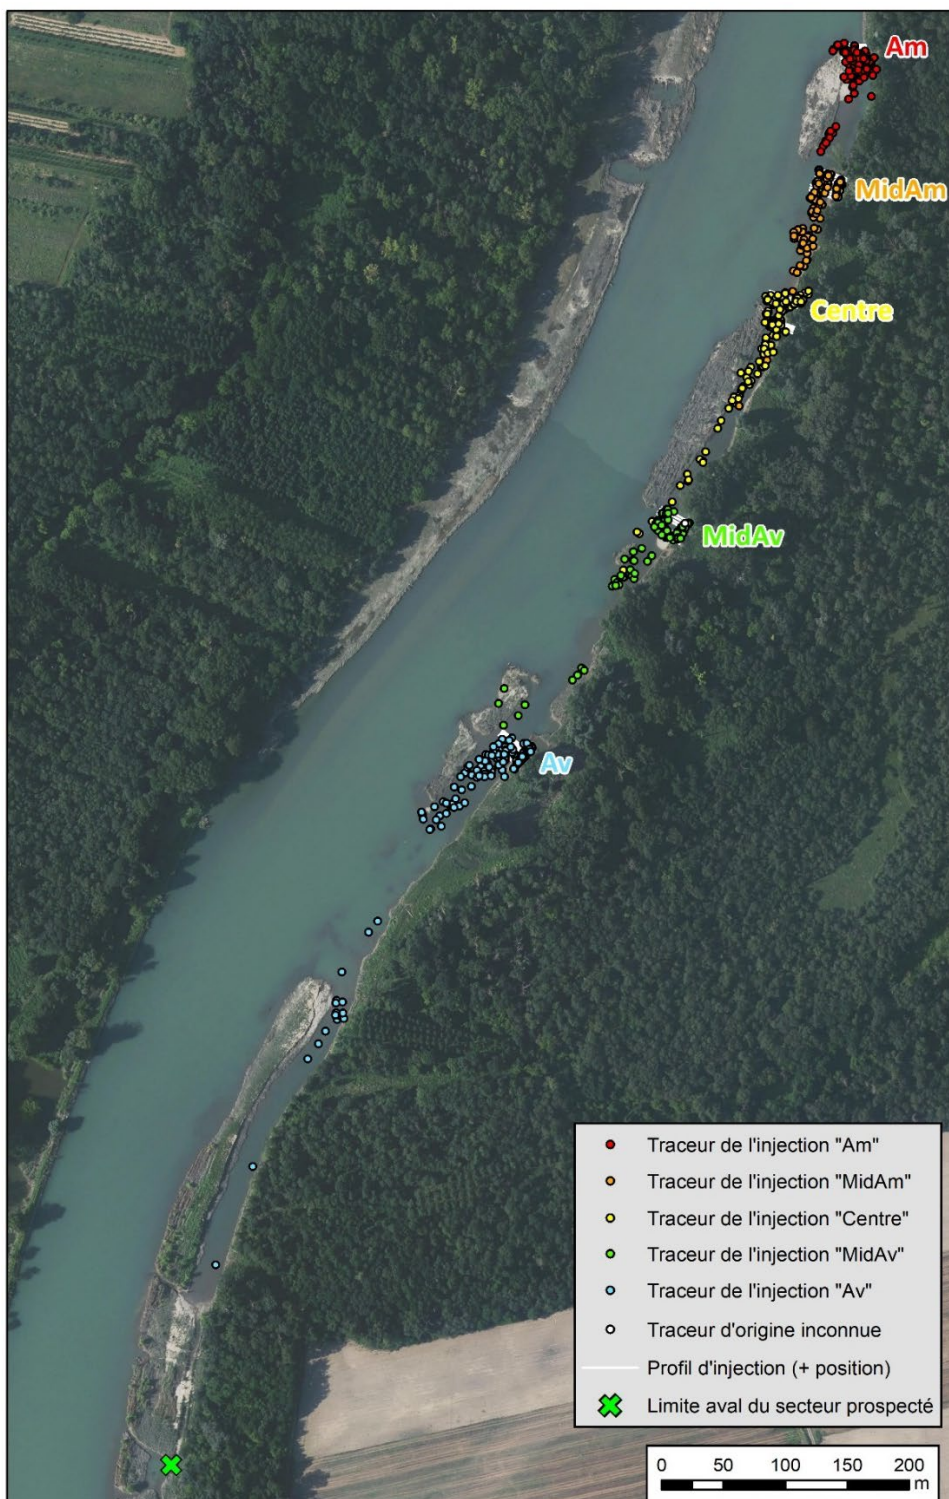 Am
MidAm
Centre
MidAv
Av
Traceur de l'injection "Am"
Traceur de l'injection "MidAm"
Traceur de l'injection "Centre"
Traceur de l'injection "MidAv"
Traceur de l'injection "Av"
Traceur d'origine inconnue
Profil d'injection (+ position)
Limite aval du secteur prospecté
0 50 100 150 200
m